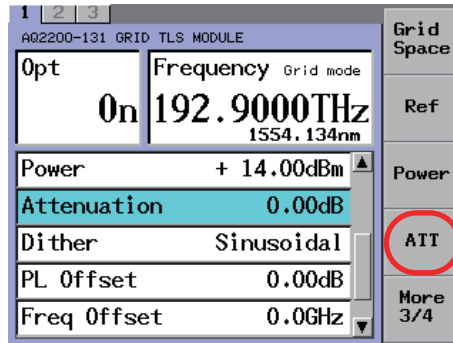 1 2 3
AQ2200-131 GRID TLS MODULE
Opt
On
Frequency Grid mode
192.9000THz
1554.134nm
Power + 14.00dBm
Attenuation 0.00dB
Dither Sinusoidal
PL Offset 0.00dB
Freq Offset 0.0GHz
Grid
Space
Ref
Power
ATT
More
3/4